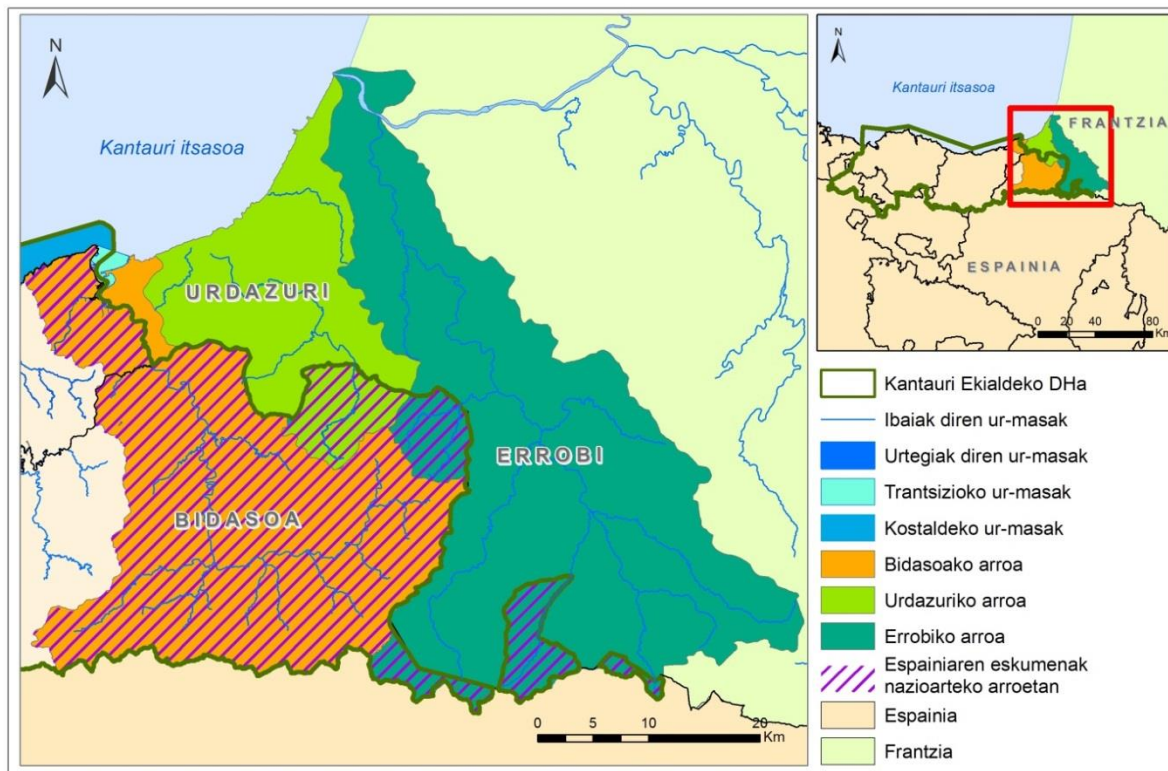 N
Kantauri itsasoa
URDAZURI
ERROBI
BIDASOA
0 5 10 20
Km
N
Kantauri itsasoa
FRANTZIA
ESPAINIA
0 20 40 80
Km
Kantauri Ekialdeko DHa
Ibaiak diren ur-masak
Urtegiak diren ur-masak
Trantsizioko ur-masak
Kostaldeko ur-masak
Bidasoako arroa
Urdazuriko arroa
Errobiko arroa
Espainiaren eskumenak
nazioarteko arroetan
Espainia
Frantzia